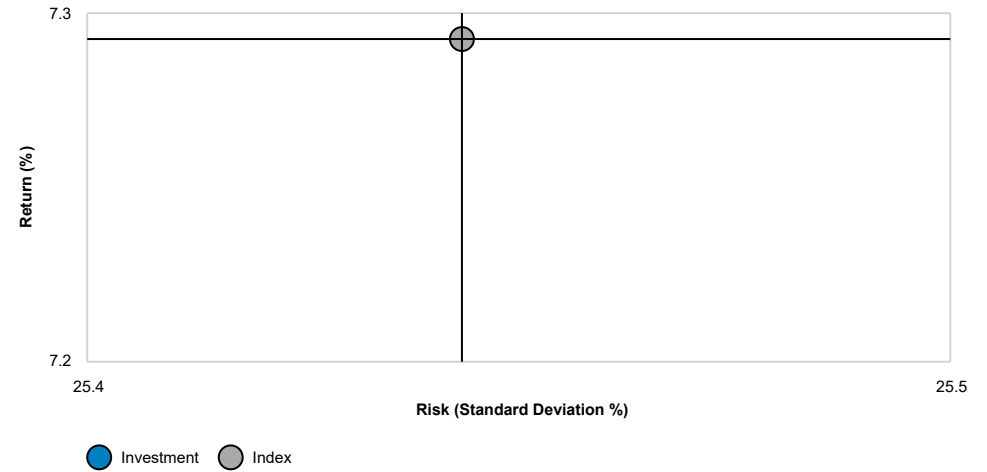 7.3
Return (%)
7.2
25.4
25.5
Risk (Standard Deviation %)
Investment
Index